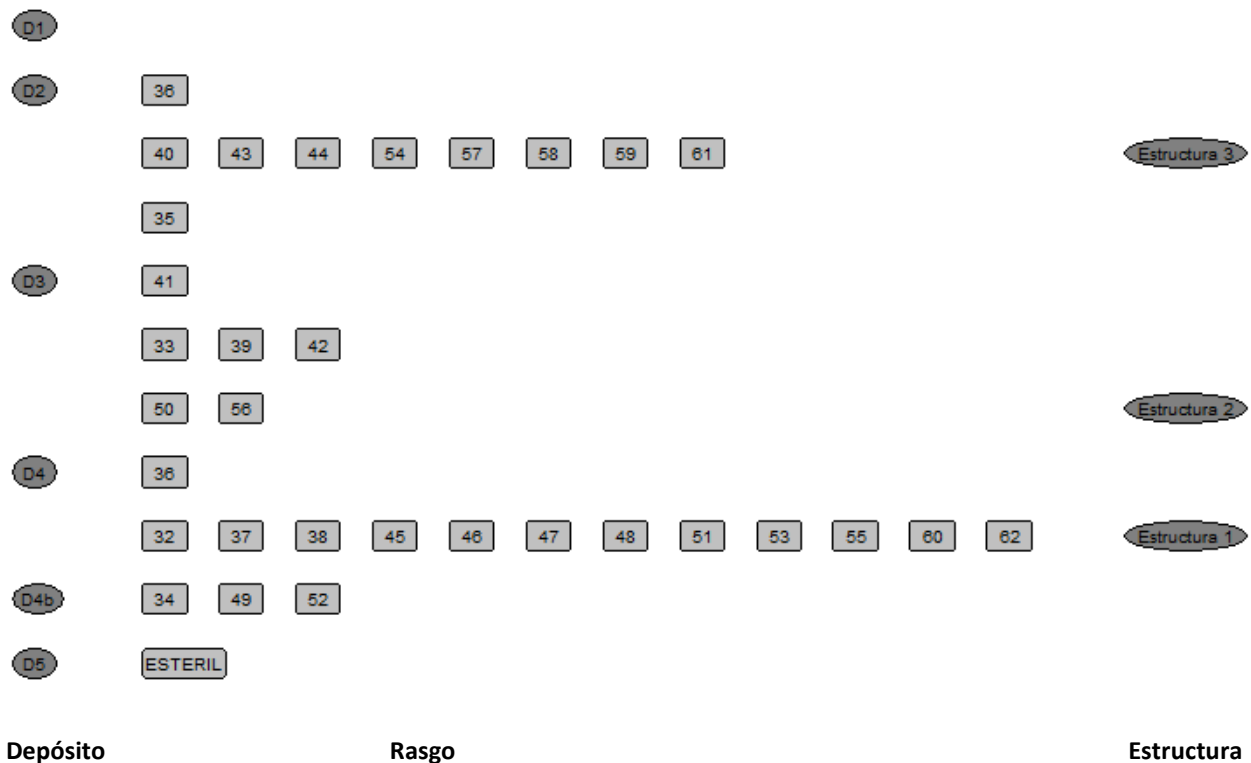 D1
D2 36
40 43 44 54 57 58 59 61 Estructura 3
35
D3 41
33 39 42
50 56 Estructura 2
D4 36
32 37 38 45 46 47 48 51 53 55 60 62 Estructura 1
D4b 34 49 52
D5 ESTERIL
Depósito Rasgo Estructura